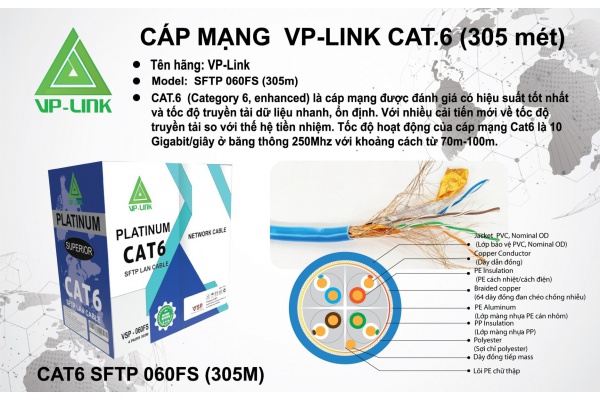 CÁP MẠNG VP-LINK CAT.6 (305 mét)
VP-LINK
Tên hãng: VP-Link
Model: SFTP 060FS (305m)
CAT.6 (Category 6, enhanced) là cáp mạng được đánh giá có hiệu suất tốt nhất
và tốc độ truyền tải dữ liệu nhanh, ổn định. Với nhiều cải tiến mới về tốc độ
truyền tải so với thế hệ tiền nhiệm. Tốc độ hoạt động của cáp mạng Cat6 là 10
Gigabit/giây ở băng thông 250Mhz với khoảng cách từ 70m-100m.
VP-LINK
PLATINUM
SUPERIOR
CAT6
SFTP LAN CABLE
PLATINUM
CAT6
SFTP LAN CABLE
NETWORK CABLE
VSP - 060FS
VSP
Jacket PVC, Nominal OD
(Lớp bảo vệ PVC, Nominal OD)
Copper Conductor
(Dây dẫn đồng)
PE Insulation
(PE cách nhiệt/cách điện)
Braided copper
(64 dây đồng đan chéo chồng nhiễu)
PE Aluminum
(Lớp màng nhựa PE cán nhôm)
PP Insulation
(Lớp màng nhựa PP)
Polyester
(Sợi chỉ polyester)
Dây đồng tiếp mass
Lõi PE chữ thập
CAT6 SFTP 060FS (305M)